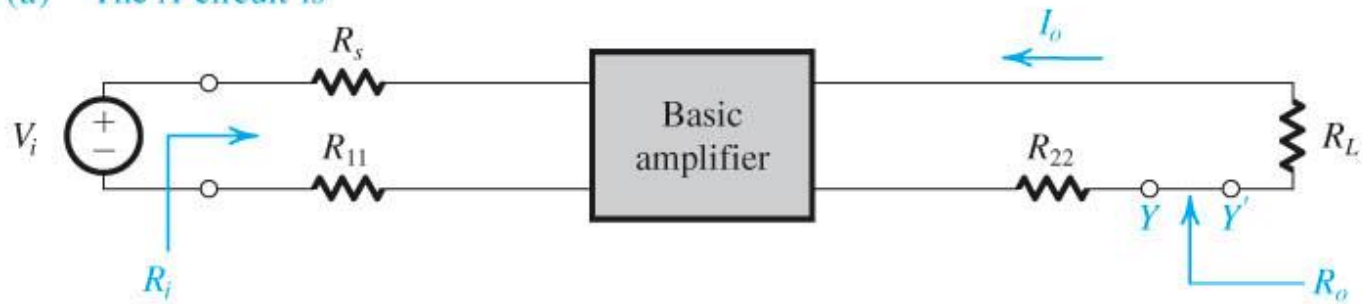 (a) The A circuit is
I_o
R_s
V_i
+
−
R_11
Basic
amplifier
R_22
R_L
Y
Y′
R_i
R_o